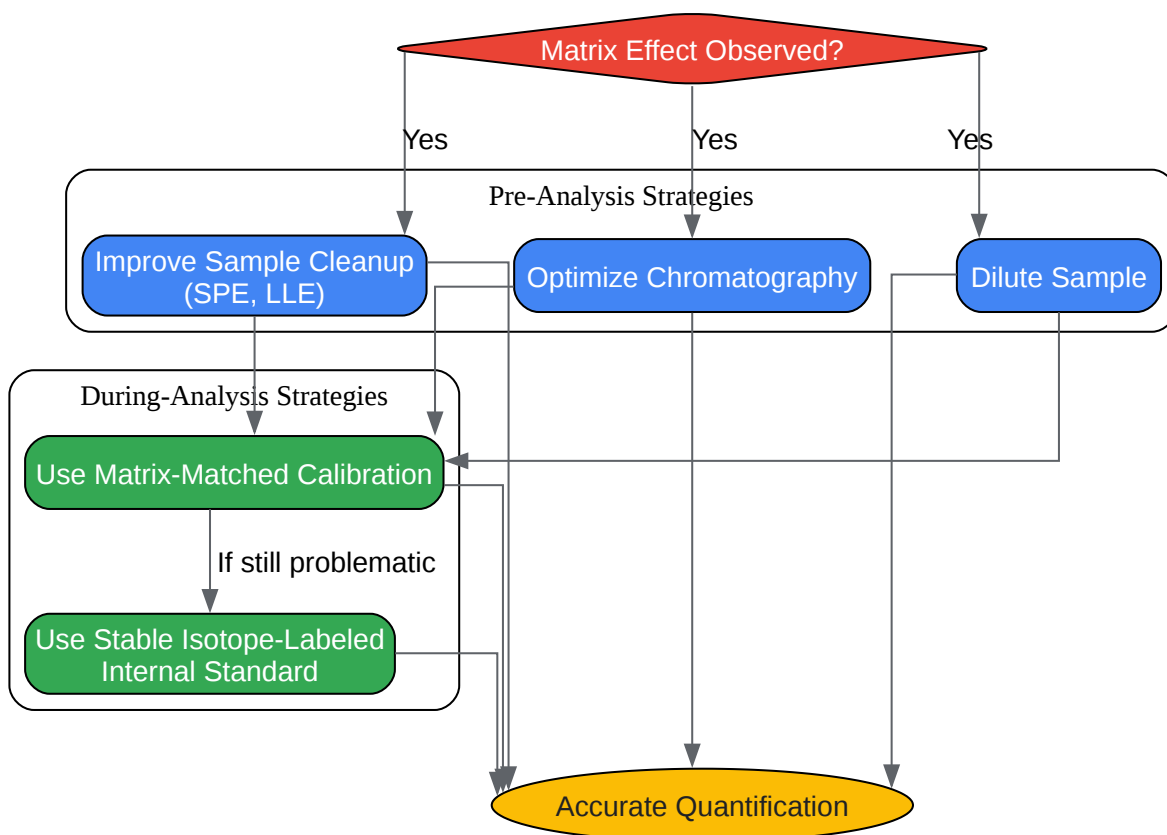 Matrix Effect Observed?
Yes
Yes
Yes
Pre-Analysis Strategies
Improve Sample Cleanup
(SPE, LLE)
Optimize Chromatography
Dilute Sample
During-Analysis Strategies
Use Matrix-Matched Calibration
If still problematic
Use Stable Isotope-Labeled
Internal Standard
Accurate Quantification